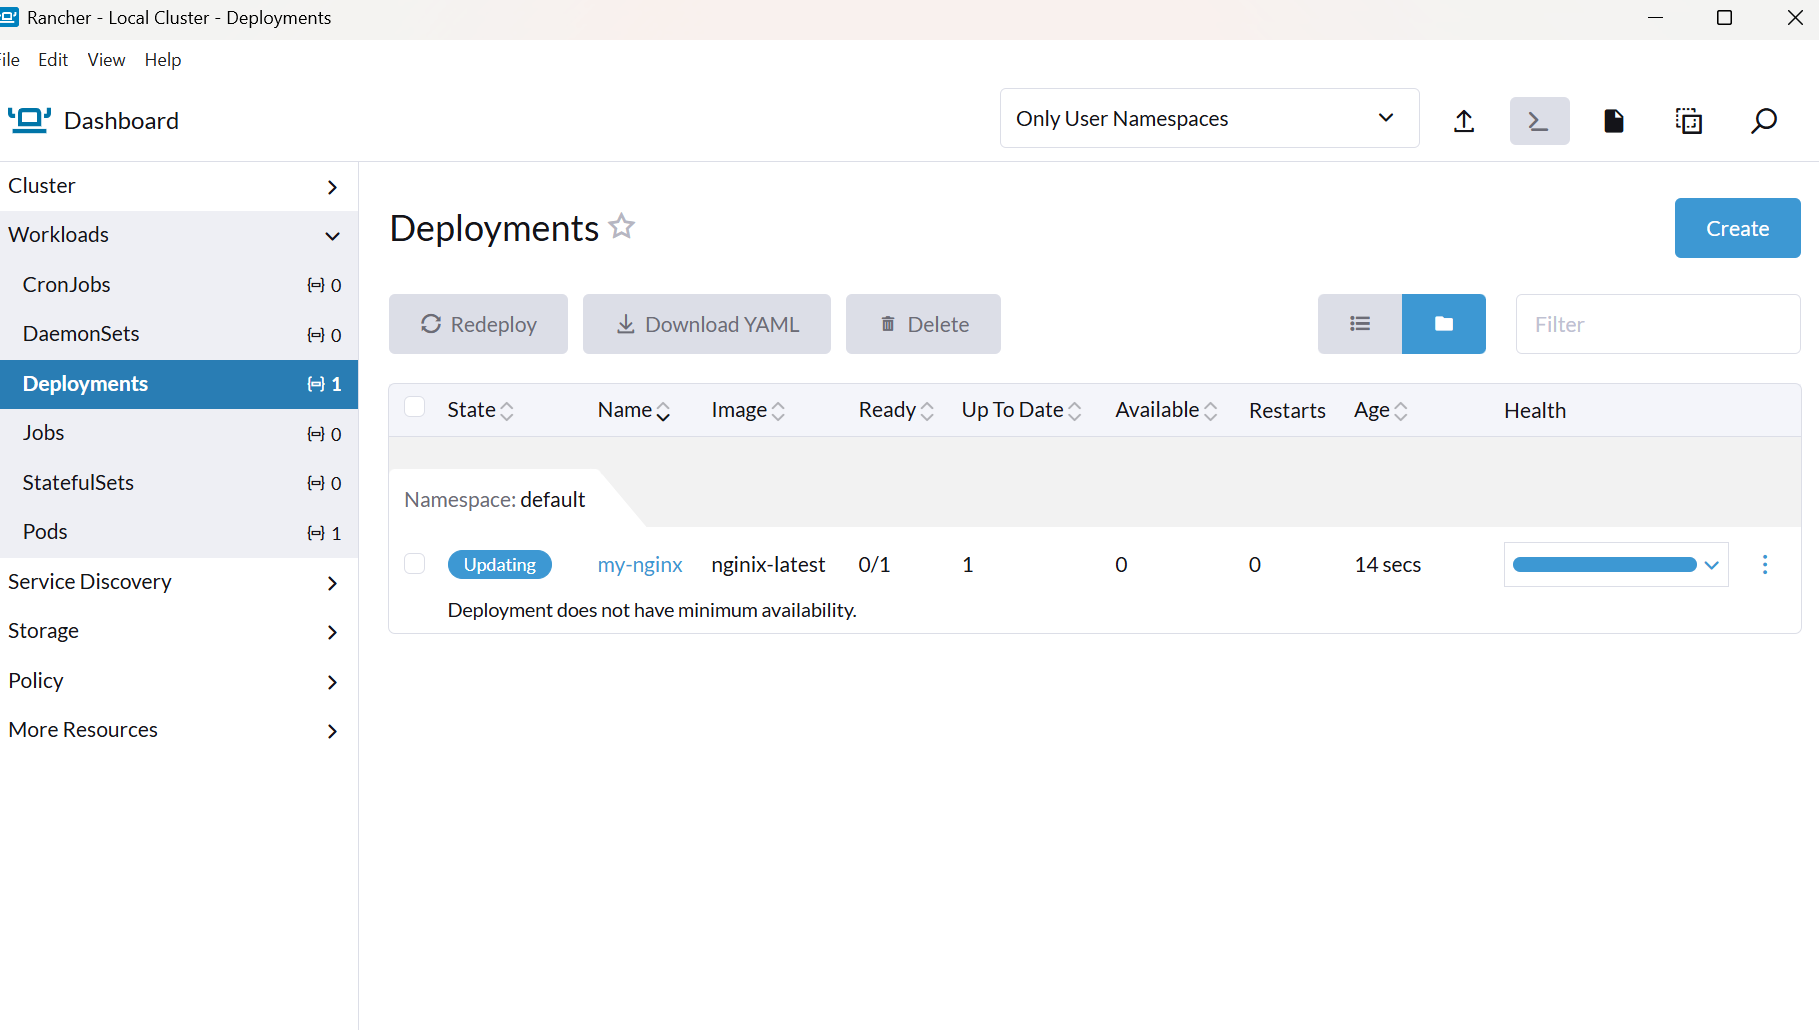 Rancher - Local Cluster - Deployments
File Edit View Help
Dashboard
Only User Namespaces
Cluster
Workloads
CronJobs 0
DaemonSets 0
Deployments 1
Jobs 0
StatefulSets 0
Pods 1
Service Discovery
Storage
Policy
More Resources
Deployments
Create
Redeploy Download YAML Delete
Filter
State Name Image Ready Up To Date Available Restarts Age Health
Namespace: default
Updating my-nginx nginix-latest 0/1 1 0 0 14 secs
Deployment does not have minimum availability.